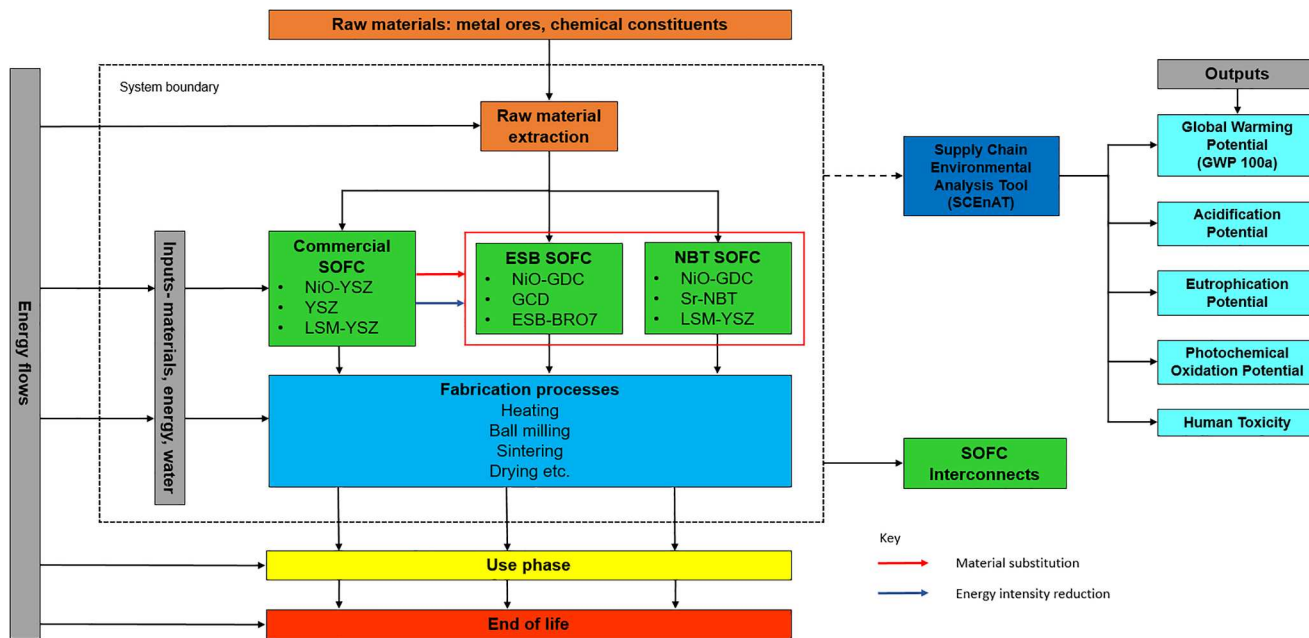 Raw materials: metal ores, chemical constituents
System boundary
Raw material
extraction
Energy flows
Inputs- materials, energy, water
Commercial
SOFC
• NiO-YSZ
• YSZ
• LSM-YSZ
ESB SOFC
• NiO-GDC
• GCD
• ESB-BRO7
NBT SOFC
• NiO-GDC
• Sr-NBT
• LSM-YSZ
Fabrication processes
Heating
Ball milling
Sintering
Drying etc.
Use phase
End of life
Supply Chain
Environmental
Analysis Tool
(SCEnAT)
SOFC
Interconnects
Outputs
Global Warming
Potential
(GWP 100a)
Acidification
Potential
Eutrophication
Potential
Photochemical
Oxidation Potential
Human Toxicity
Key
Material substitution
Energy intensity reduction